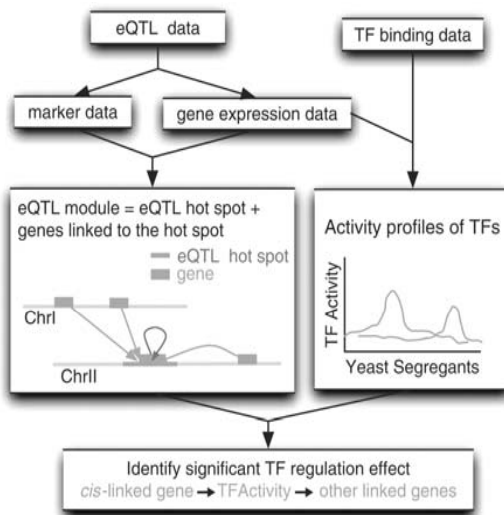 eQTL data
TF binding data
marker data
gene expression data
eQTL module = eQTL hot spot +
genes linked to the hot spot
eQTL hot spot
gene
ChrI
ChrII
Activity profiles of TFs
TF Activity
Yeast Segregants
Identify significant TF regulation effect
cis-linked gene → TFActivity → other linked genes